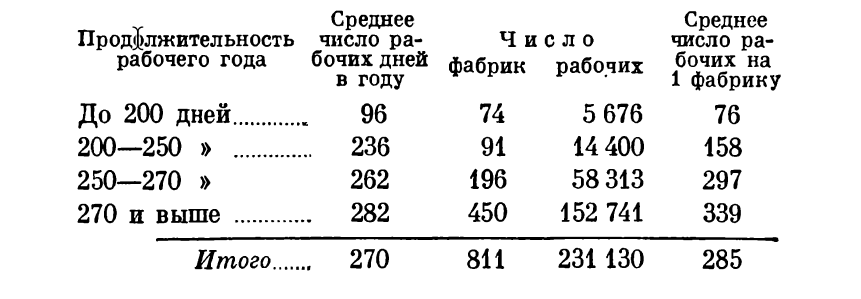 Продолжительность рабочего года | Среднее число рабочих дней в году | Число фабрик | Число рабочих | Среднее число рабочих на 1 фабрику
До 200 дней............ 96 74 5 676 76
200—250 » ............ 236 91 14 400 158
250—270 » ............ 262 196 58 313 297
270 и выше ............ 282 450 152 741 339
Итого....... 270 811 231 130 285